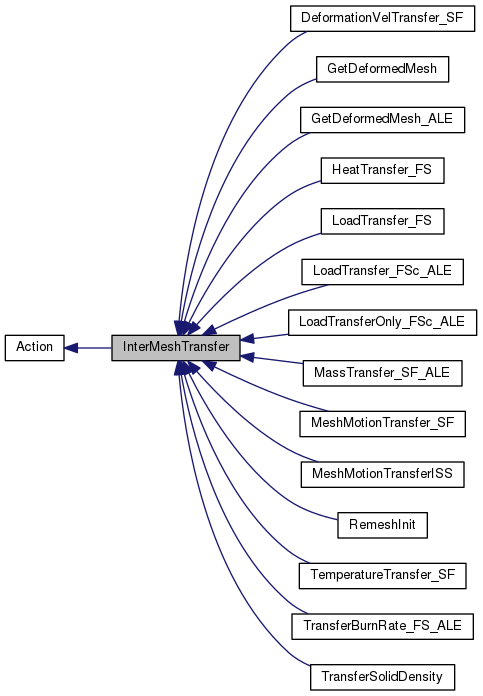 DeformationVelTransfer_SF
GetDeformedMesh
GetDeformedMesh_ALE
HeatTransfer_FS
LoadTransfer_FS
LoadTransfer_FSc_ALE
LoadTransferOnly_FSc_ALE
Action
InterMeshTransfer
MassTransfer_SF_ALE
MeshMotionTransfer_SF
MeshMotionTransferISS
RemeshInit
TemperatureTransfer_SF
TransferBurnRate_FS_ALE
TransferSolidDensity